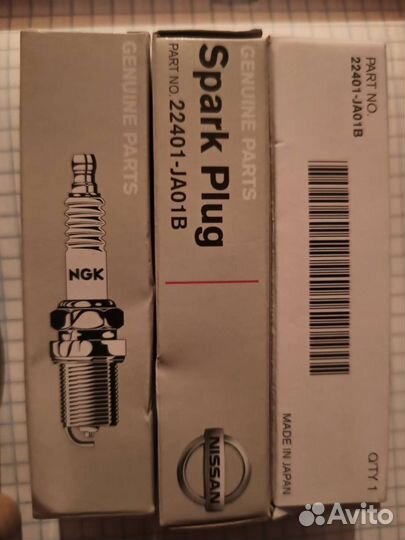 GENUINE PARTS
NGK
GENUINE PARTS
Spark Plug
PART NO. 22401-JA01B
NISSAN
PART NO.
22401-JA01B
MADE IN JAPAN
QTY 1
Avito